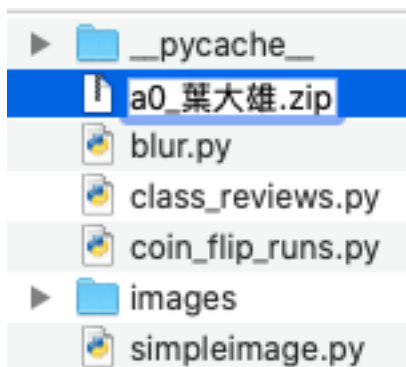 __pycache__
a0_葉大雄.zip
blur.py
class_reviews.py
coin_flip_runs.py
images
simpleimage.py